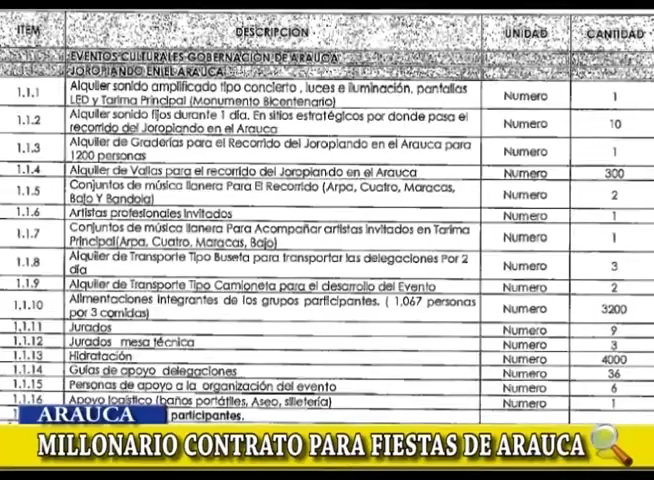 ITEM DESCRIPCION UNIDAD CANTIDAD
EVENTOS CULTURALES GOBERNACION DE ARAUCA
JOROPIANDO EN EL ARAUCA
1.1.1 Alquiler sonido amplificado tipo concierto , luces e iluminación, pantallas LED y Tarima Principal (Monumento Bicentenario) Numero 1
1.1.2 Alquiler sonido fijos durante 1 día. En sitios estratégicos por donde pasa el recorrido del Joropiando en el Arauca Numero 10
1.1.3 Alquiler de Graderías para el Recorrido del Joropiando en el Arauca para 1200 personas Numero 1
1.1.4 Alquiler de Vallas para el recorrido del Joropiando en el Arauca Numero 300
1.1.5 Conjuntos de música llanera Para El Recorrido (Arpa, Cuatro, Maracas, Bajo Y Bandola) Numero 2
1.1.6 Artistas profesionales Invitados Numero 1
1.1.7 Conjuntos de música llanera Para Acompañar artistas Invitados en Tarima Principal(Arpa, Cuatro, Maracas, Bajo) Numero 1
1.1.8 Alquiler de Transporte Tipo Buseta para transportar las delegaciones Por 2 día Numero 3
1.1.9 Alquiler de Transporte Tipo Camioneta para el desarrollo del Evento Numero 2
1.1.10 Alimentaciones integrantes de los grupos participantes. ( 1,067 personas por 3 comidas) Numero 3200
1.1.11 Jurados Numero 9
1.1.12 Jurados mesa técnica Numero 3
1.1.13 Hidratación Numero 4000
1.1.14 Guías de apoyo delegaciones Numero 36
1.1.15 Personas de apoyo a la organización del evento Numero 6
1.1.16 Apoyo logístico (baños portátiles, Aseo, silletería) Numero 1
participantes.
ARAUCA
MILLONARIO CONTRATO PARA FIESTAS DE ARAUCA